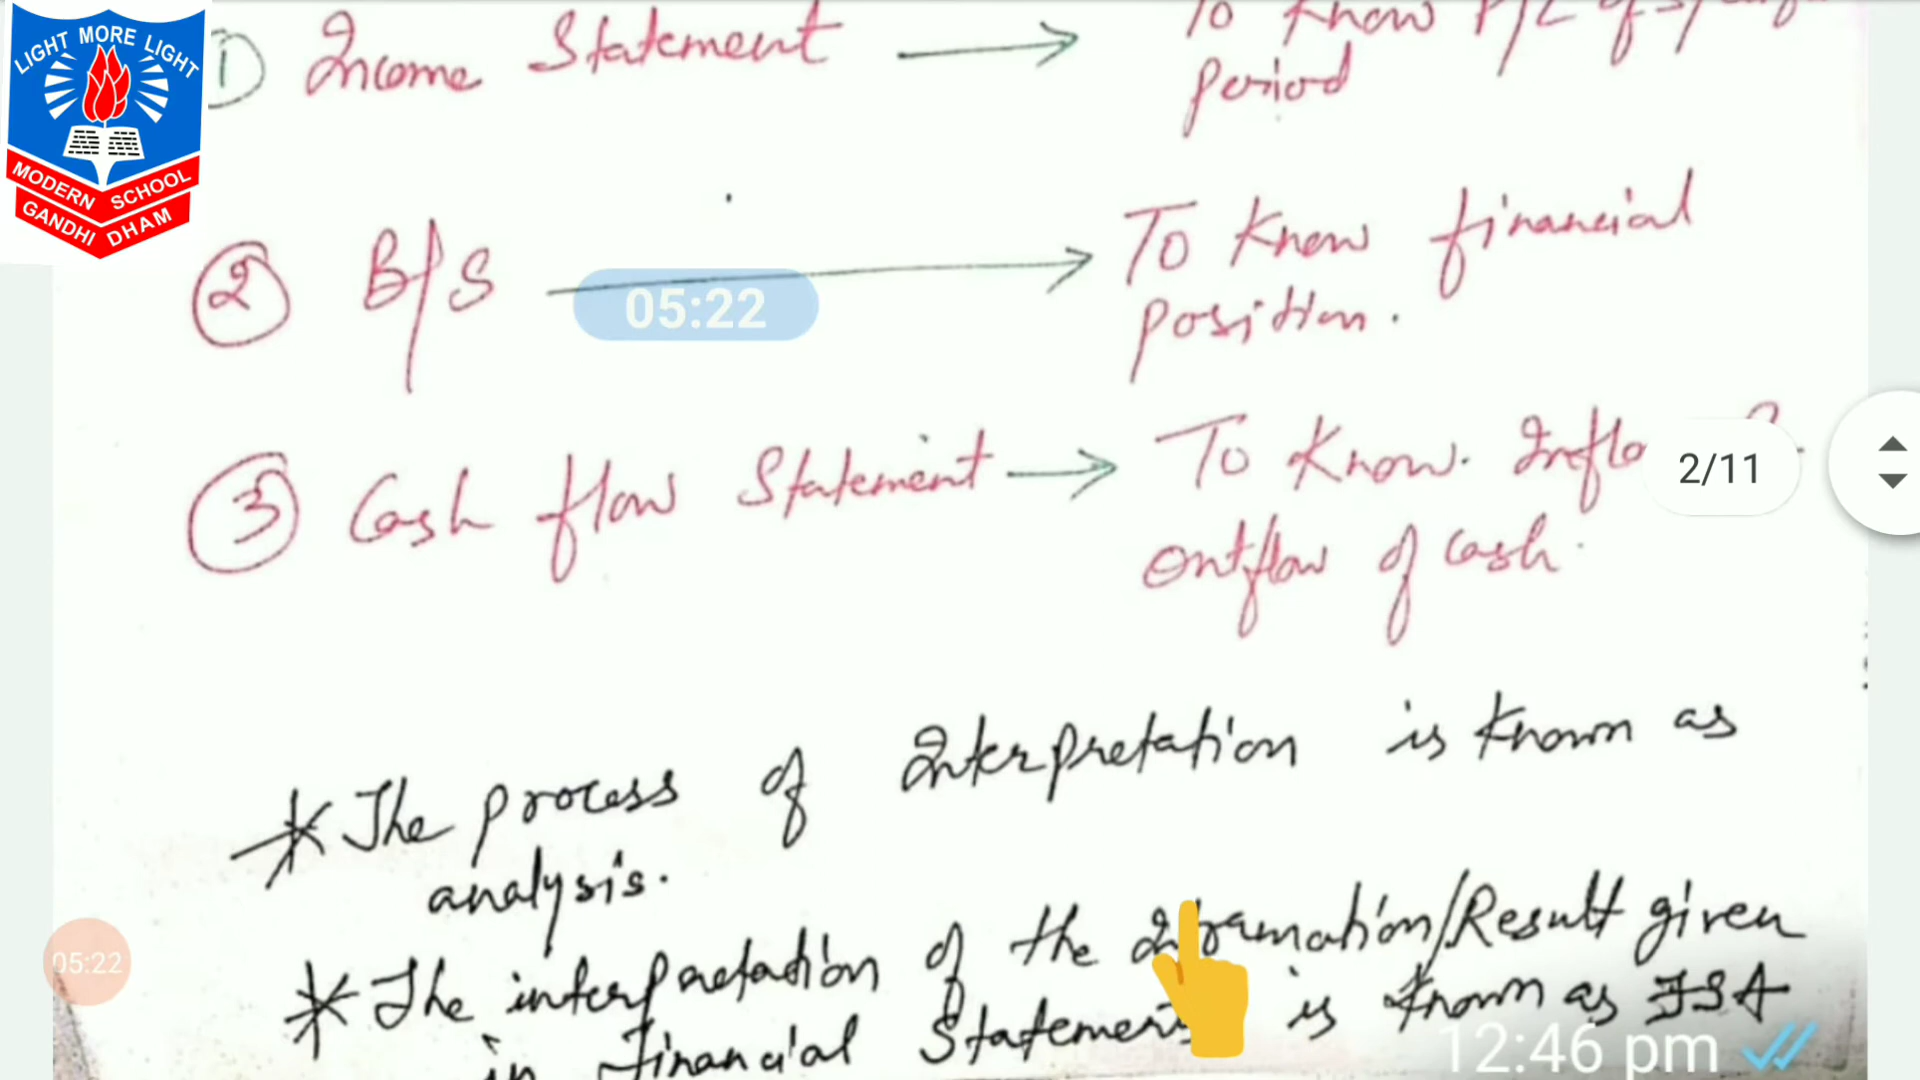 LIGHT MORE LIGHT
MODERN SCHOOL
GANDHI DHAM
① Income Statement → To Know P/L of
Period
② B/S → To Know financial
Position.
05:22
③ Cash flow Statement → To Know Inflo
outflow of cash.
2/11
* The process of Interpretation is known as
analysis.
* The interpretation of the Information/Result given
in Financial Statement is known as FSA
05:22
12:46 pm